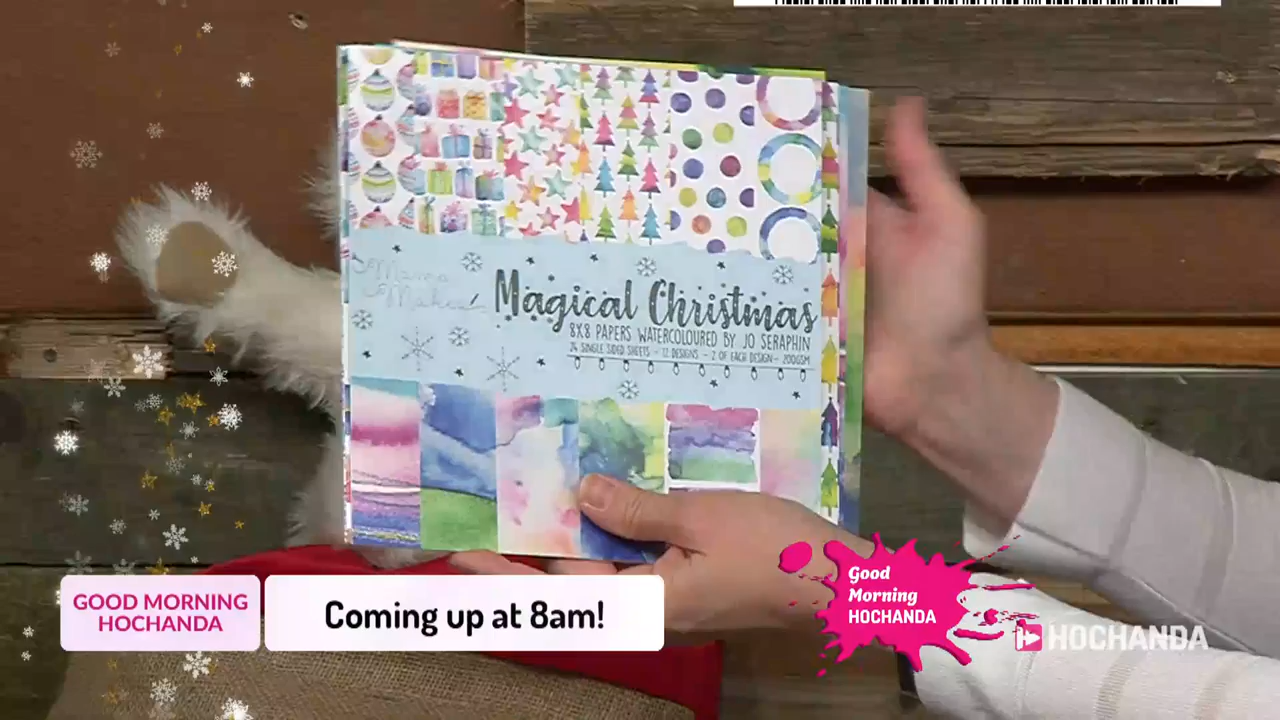 Mama
Makes
Magical Christmas
8X8 PAPERS WATERCOLOURED BY JO SERAPHIN
24 SINGLE SIDED SHEETS - 12 DESIGNS - 2 OF EACH DESIGN - 200GSM
GOOD MORNING
HOCHANDA
Coming up at 8am!
Good
Morning
HOCHANDA
HOCHANDA